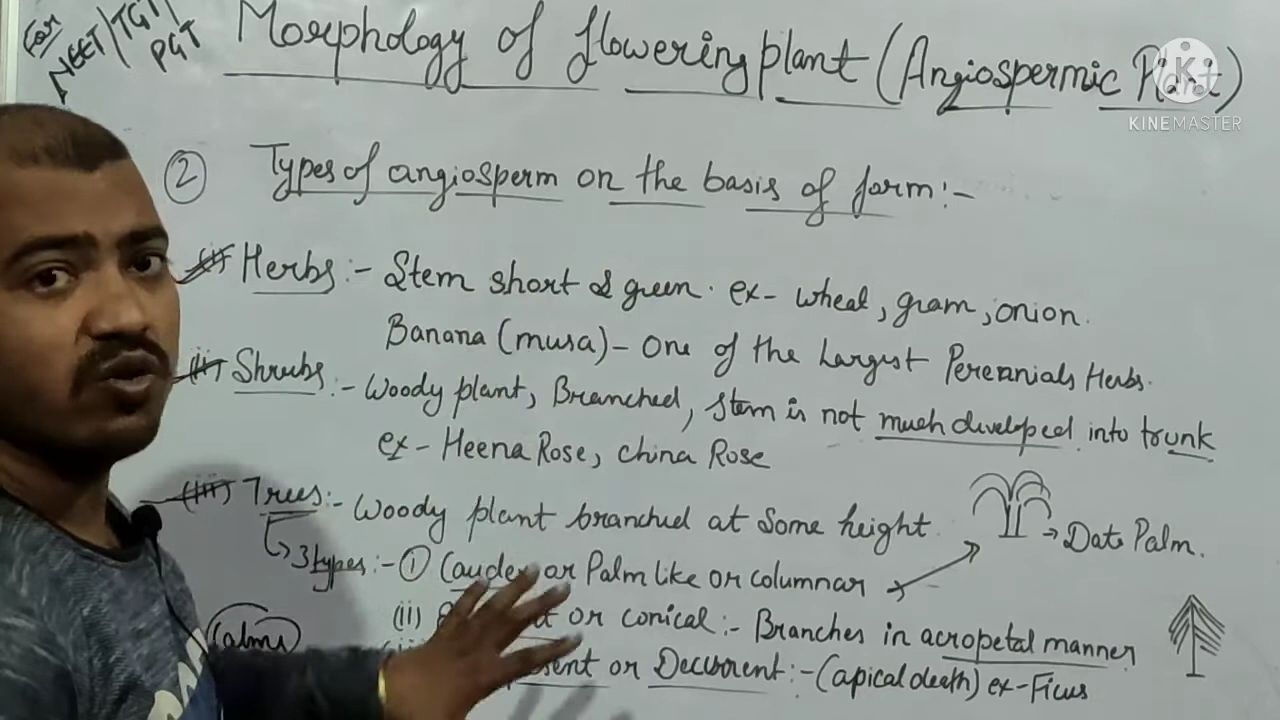 For
NEET/TGT/
PGT
Morphology of flowering plant (Angiospermic Plant)
KINEMASTER
② Types of angiosperm on the basis of form:-
(i) Herbs:- Stem short & green. ex- wheat, gram, onion.
Banana (musa) - One of the Largest Perennials Herbs.
(ii) Shrubs:- Woody plant, Branched, Stem is not much developed into trunk
ex- Heena Rose, china Rose
(iii) Trees:- Woody plant branched at Some height.
→ Date Palm.
3 types:- ① Caudex or Palm like or columnar
(ii) or conical:- Branches in acropetal manner
or Decurrent:- (apical death) ex- Ficus